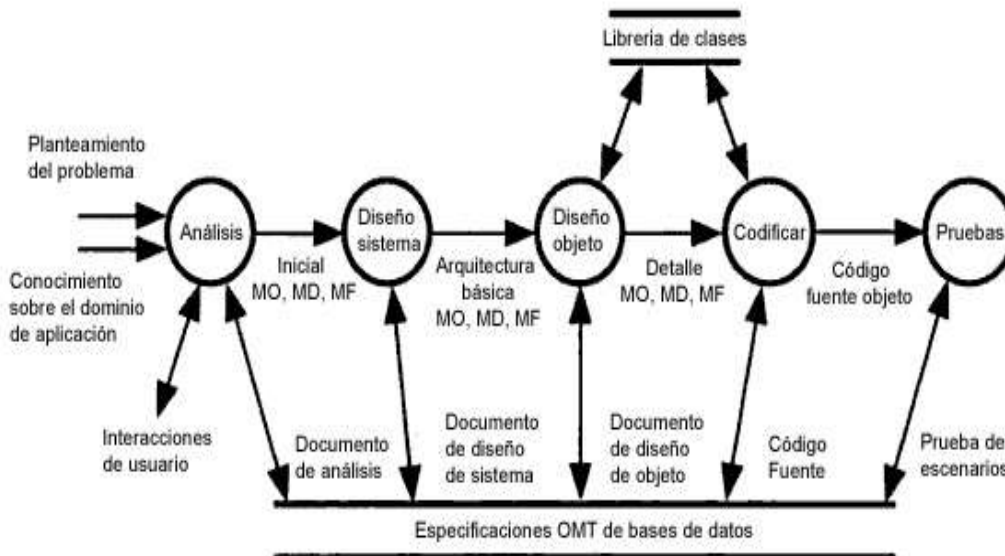 Libreria de clases
Planteamiento
del problema
Análisis
Diseño
sistema
Diseño
objeto
Codificar
Pruebas
Inicial
MO, MD, MF
Arquitectura
básica
MO, MD, MF
Detalle
MO, MD, MF
Código
fuente objeto
Conocimiento
sobre el dominio
de aplicación
Interacciones
de usuario
Documento
de análisis
Documento
de diseño
de sistema
Documento
de diseño
de objeto
Código
Fuente
Prueba de
escenarios
Especificaciones OMT de bases de datos